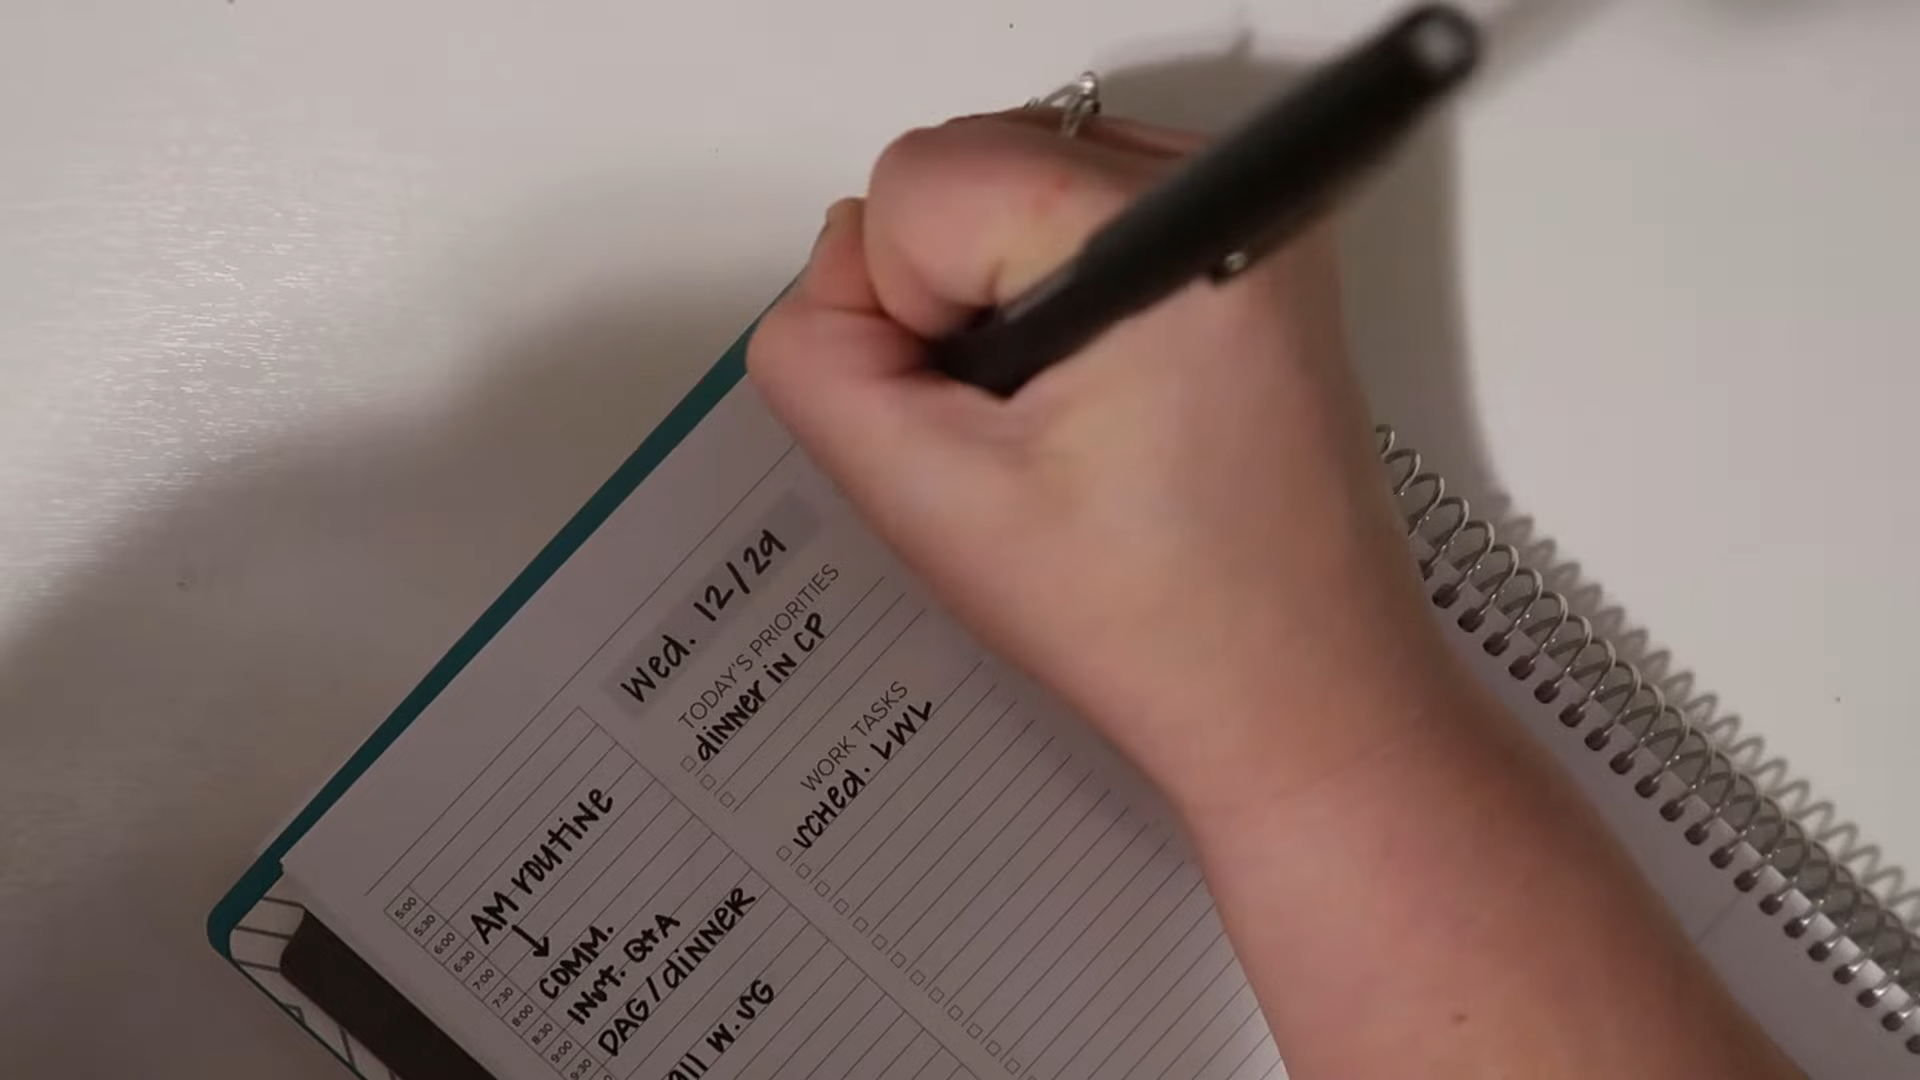 Wed. 12/29
TODAY'S PRIORITIES
dinner in CP
WORK TASKS
sched. LWL
5:00
5:30
6:00
6:30
7:00
7:30
8:00
8:30
9:00
9:30
AM routine
↓
COMM.
INST. Q+A
DAG/dinner
all w. SG